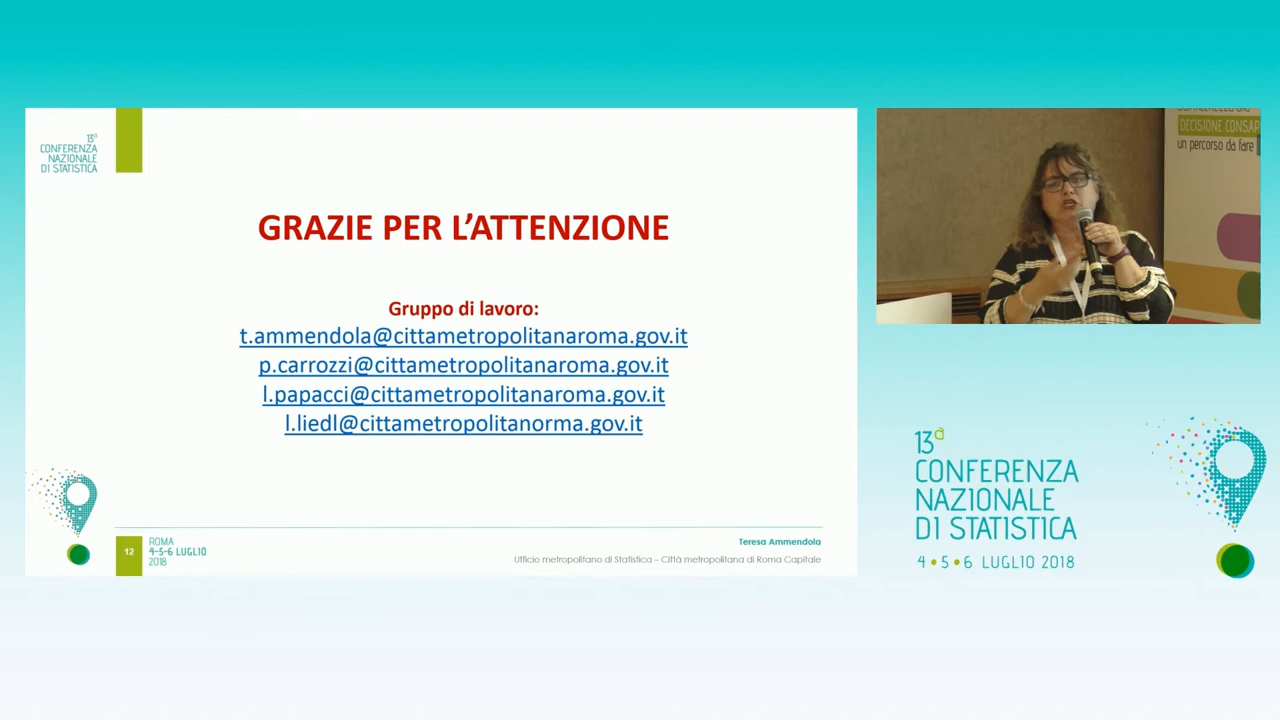 13ª
CONFERENZA
NAZIONALE
DI STATISTICA
GRAZIE PER L'ATTENZIONE
Gruppo di lavoro:
t.ammendola@cittametropolitanaroma.gov.it
p.carrozzi@cittametropolitanaroma.gov.it
l.papacci@cittametropolitanaroma.gov.it
l.liedl@cittametropolitanorma.gov.it
12
ROMA
4-5-6 LUGLIO
2018
Teresa Ammendola
Ufficio metropolitano di Statistica – Città metropolitana di Roma Capitale
DECISIONE CONSAP
un percorso da fare
13ª
CONFERENZA
NAZIONALE
DI STATISTICA
4 • 5 • 6 LUGLIO 2018